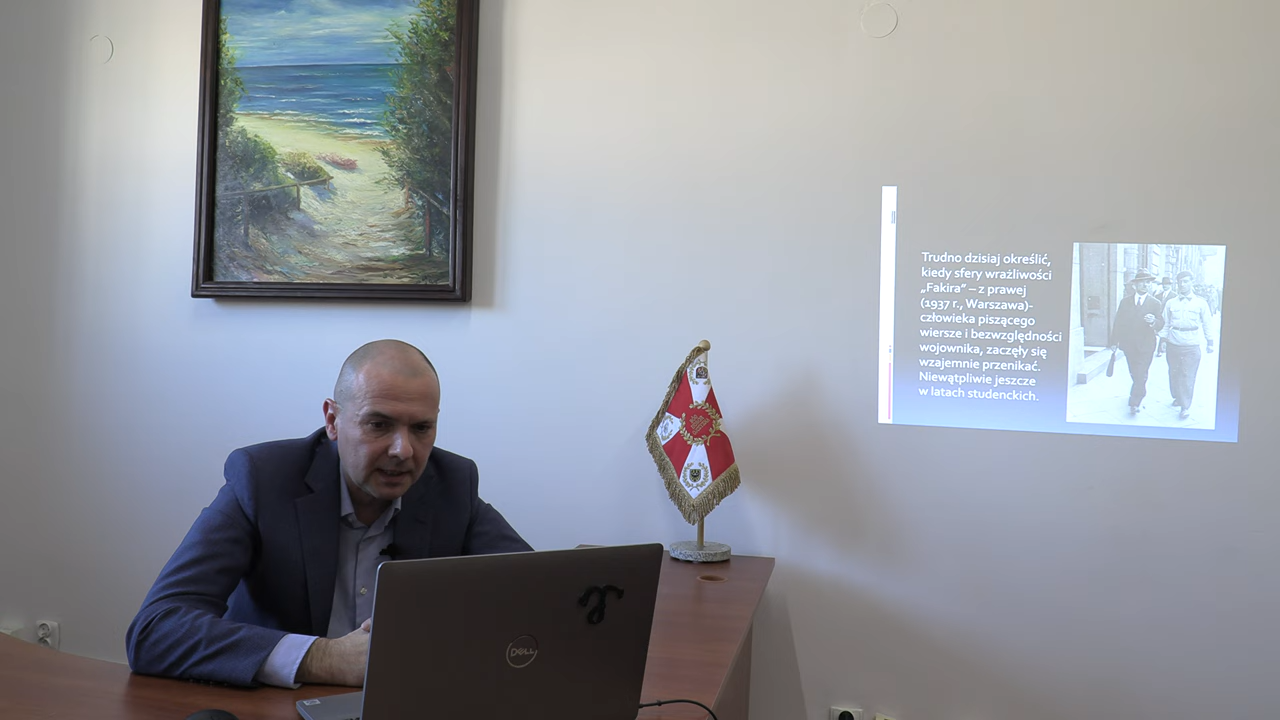 Trudno dzisiaj określić,
kiedy sfery wrażliwości
„Fakira” – z prawej
(1937 r., Warszawa)-
człowieka piszącego
wiersze i bezwzględności
wojownika, zaczęły się
wzajemnie przenikać.
Niewątpliwie jeszcze
w latach studenckich.
DELL